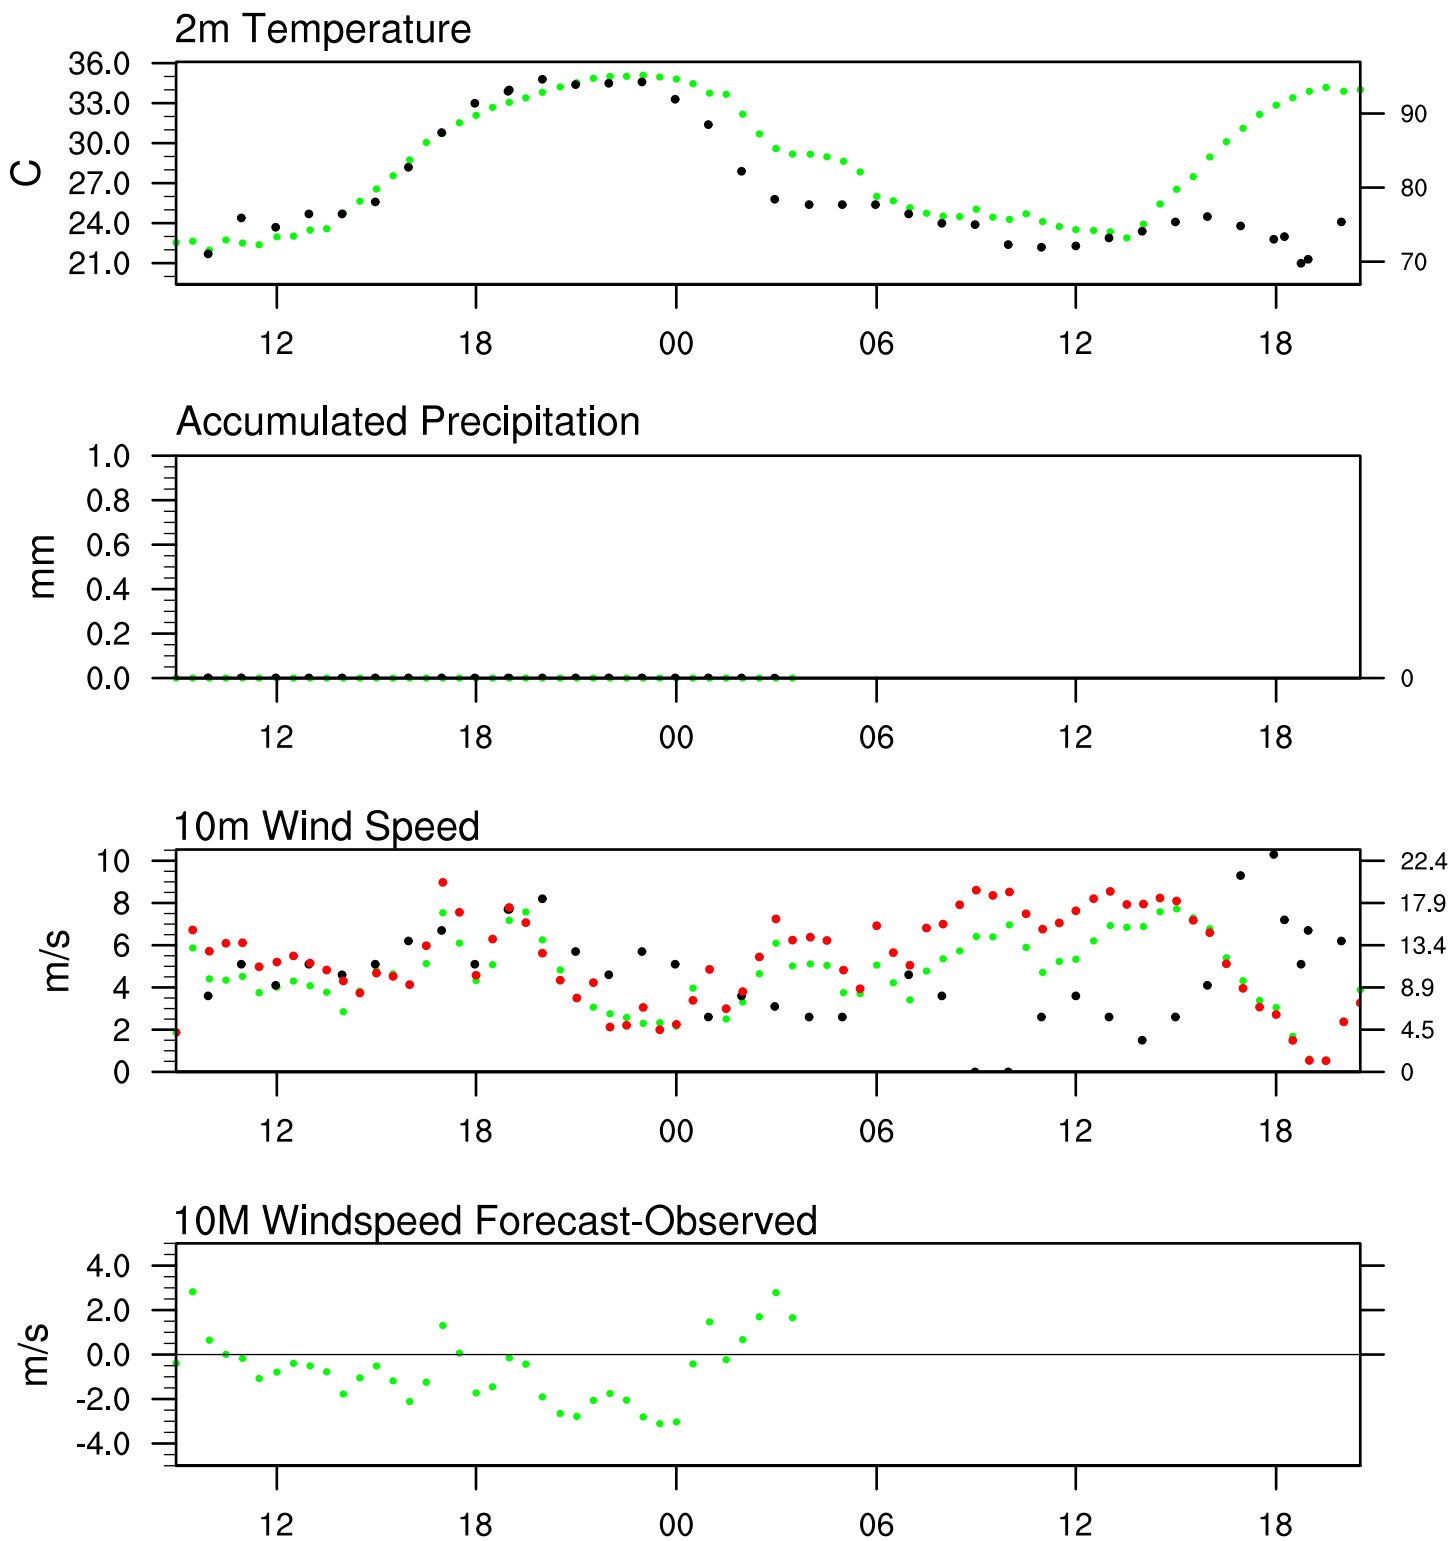 2m Temperature
36.0
33.0
30.0
27.0
24.0
21.0
C
90
80
70
12 18 00 06 12 18
Accumulated Precipitation
1.0
0.8
0.6
0.4
0.2
0.0
mm
0
12 18 00 06 12 18
10m Wind Speed
10
8
6
4
2
0
m/s
22.4
17.9
13.4
8.9
4.5
0
12 18 00 06 12 18
10M Windspeed Forecast-Observed
4.0
2.0
0.0
-2.0
-4.0
m/s
12 18 00 06 12 18